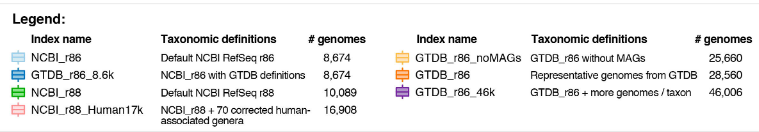 Legend:
Index name Taxonomic definitions # genomes
NCBI_r86 Default NCBI RefSeq r86 8,674
GTDB_r86_8.6k NCBI_r86 with GTDB definitions 8,674
NCBI_r88 Default NCBI RefSeq r88 10,089
NCBI_r88_Human17k NCBI_r88 + 70 corrected human-
associated genera 16,908
Index name Taxonomic definitions # genomes
GTDB_r86_noMAGs GTDB_r86 without MAGs 25,660
GTDB_r86 Representative genomes from GTDB 28,560
GTDB_r86_46k GTDB_r86 + more genomes / taxon 46,006